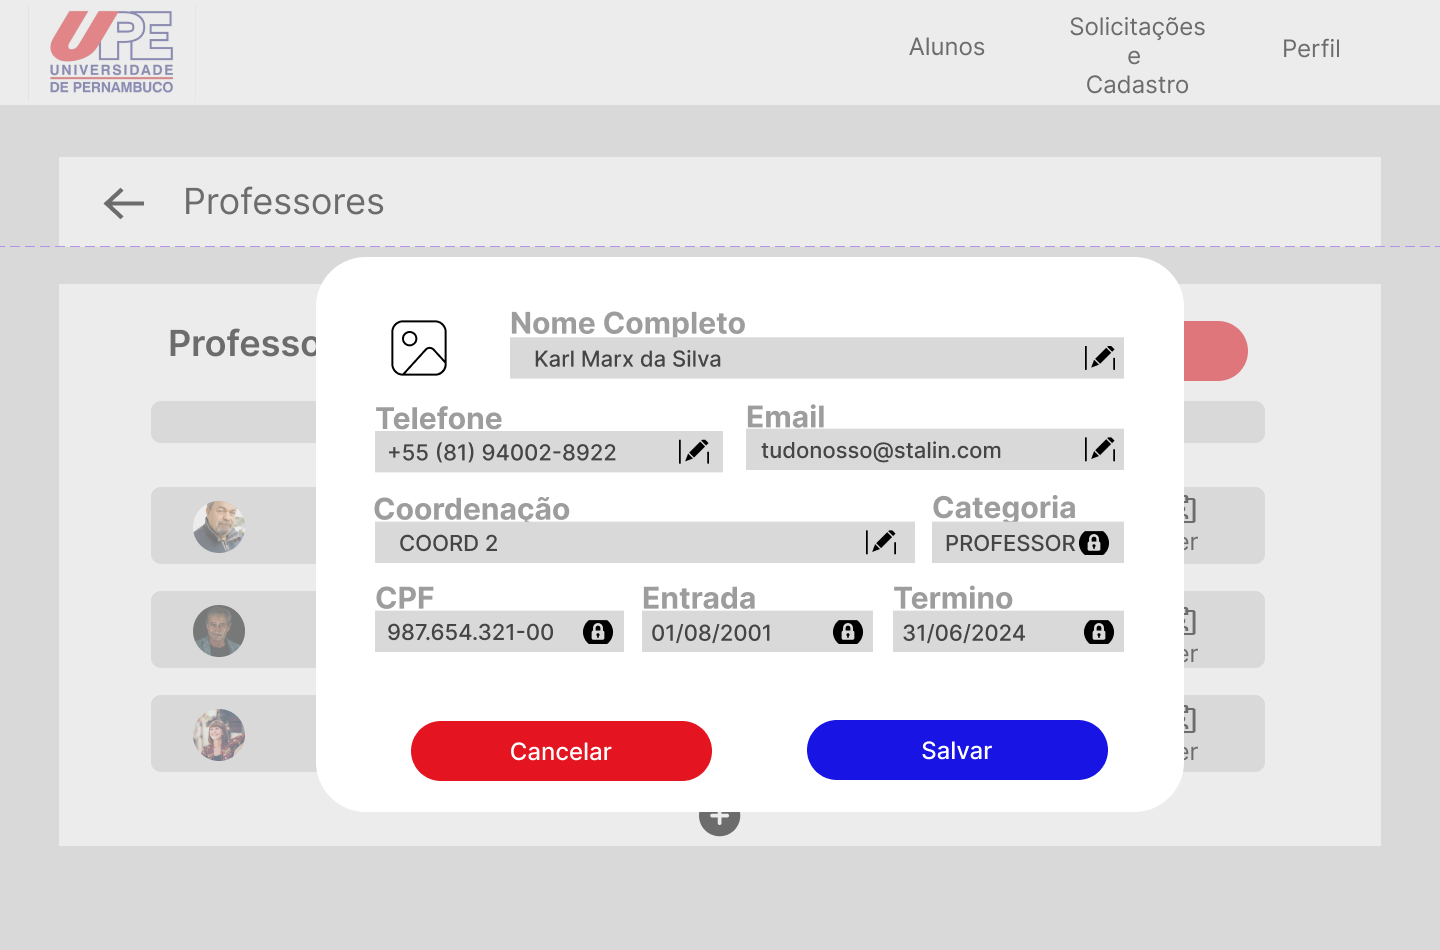 UPE
UNIVERSIDADE
DE PERNAMBUCO
Alunos
Solicitações
e
Cadastro
Perfil
Professores
Professo
Nome Completo
Karl Marx da Silva
Telefone
+55 (81) 94002-8922
Email
tudonosso@stalin.com
Coordenação
COORD 2
Categoria
PROFESSOR
CPF
987.654.321-00
Entrada
01/08/2001
Termino
31/06/2024
er
er
er
Cancelar
Salvar